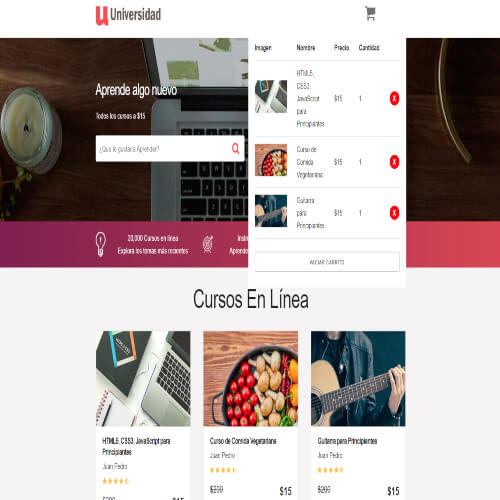 Universidad
Imagen Nombre Precio Cantidad
Aprende algo nuevo
Todos los cursos a $15
¿Que te gustaría Aprender?
HTML5,
CSS3,
JavaScript
para
Principiantes
$15 1 X
Curso de
Comida
Vegetariana
$15 1 X
Guitarra
para
Principiantes
$15 1 X
VACIAR CARRITO
20,000 Cursos en línea
Explora los temas más recientes
Instr
Aprende
Cursos En Línea
HTML5, CSS3, JavaScript para
Principiantes
Juan Pedro
$200 $15
Curso de Comida Vegetariana
Juan Pedro
$200 $15
Guitarra para Principiantes
Juan Pedro
$200 $15